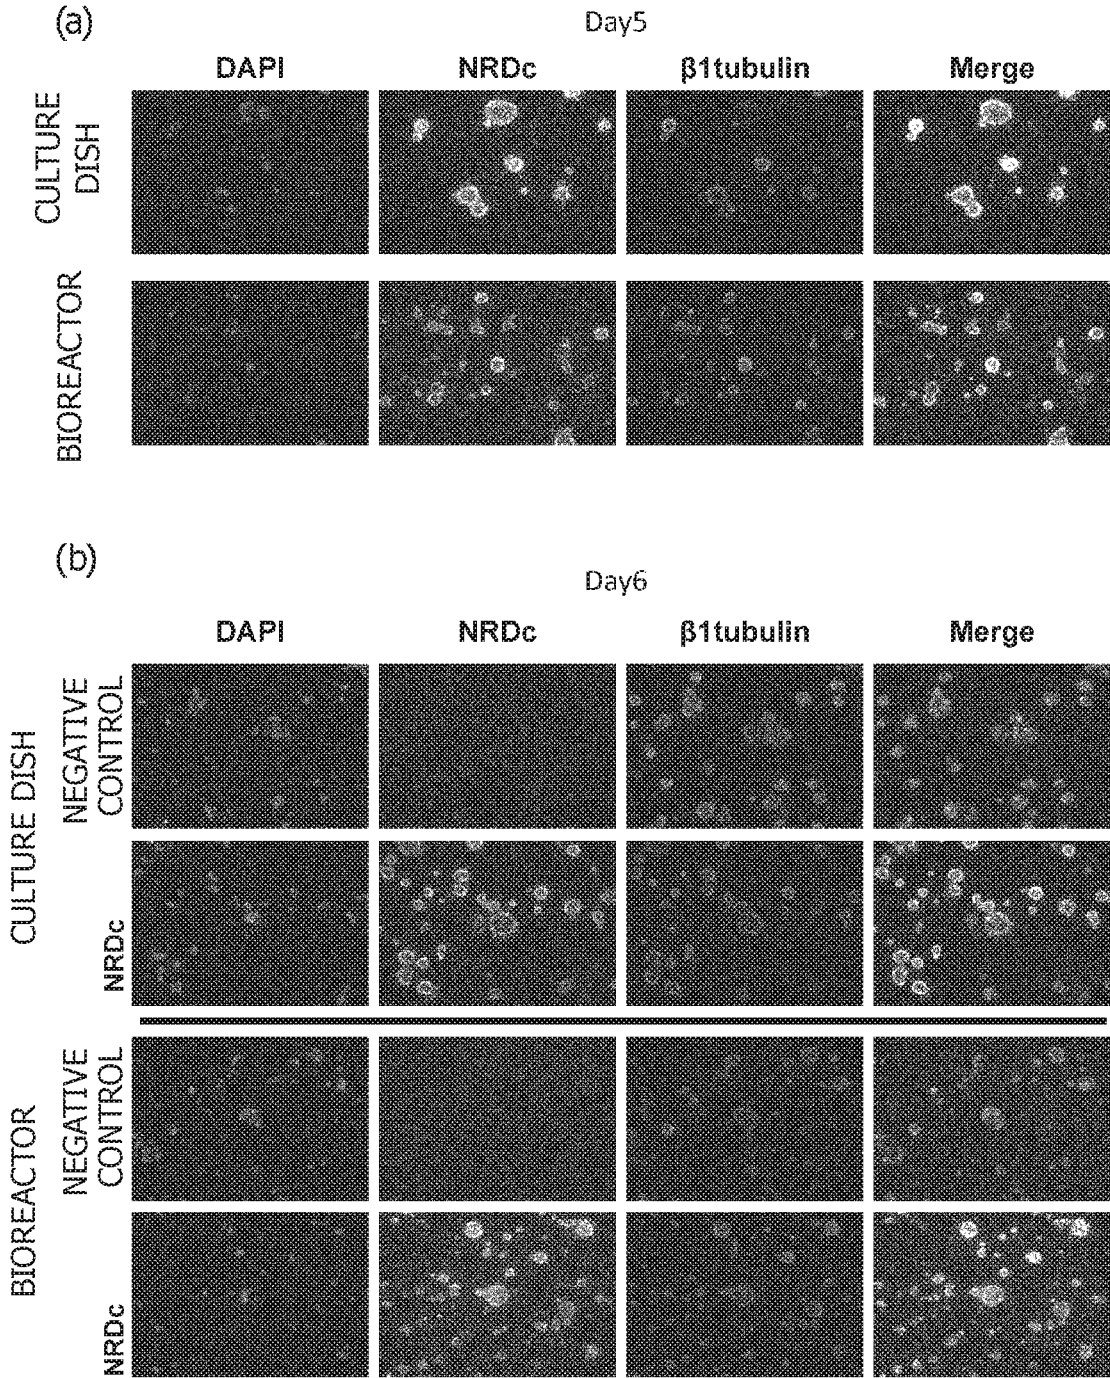 (a)
Day5
DAPI NRDc β1tubulin Merge
CULTURE
DISH
BIOREACTOR
(b)
Day6
DAPI NRDc β1tubulin Merge
CULTURE DISH
NEGATIVE
CONTROL
NRDc
BIOREACTOR
NEGATIVE
CONTROL
NRDc